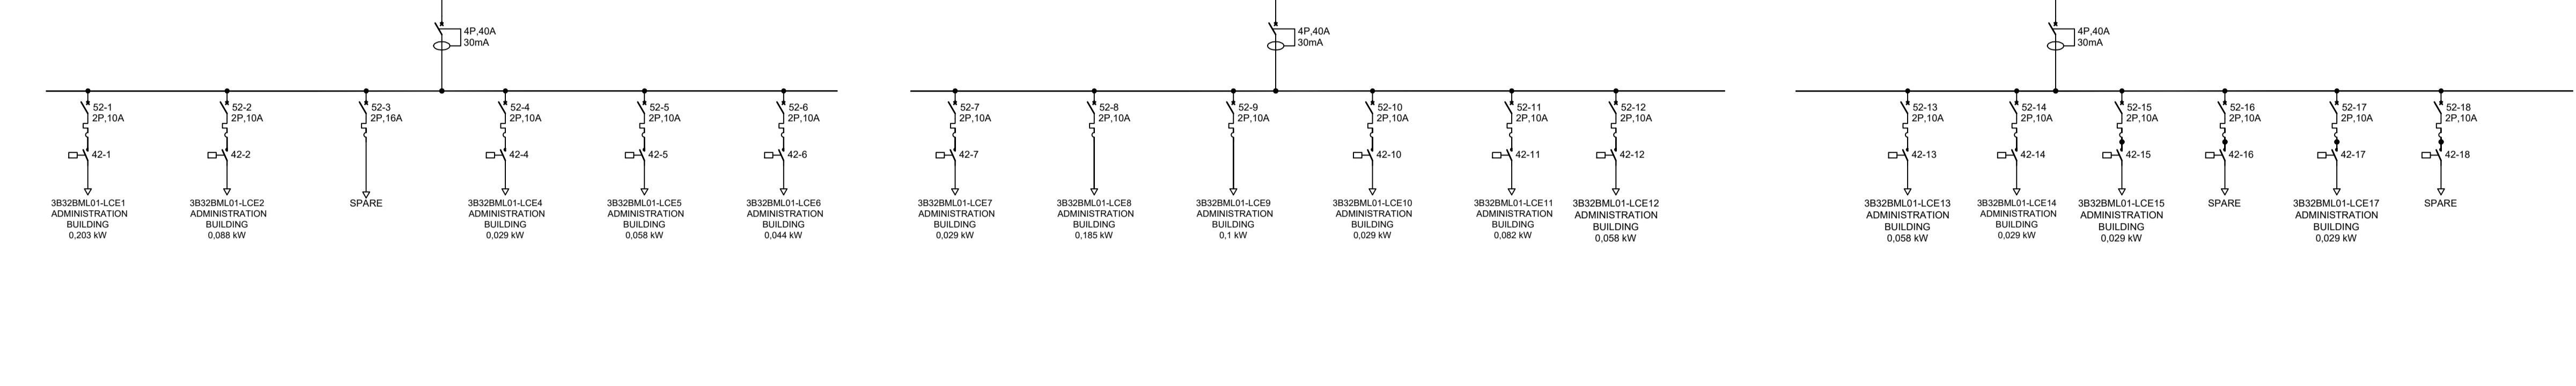 4P,40A
30mA
4P,40A
30mA
4P,40A
30mA
52-1
2P,10A
42-1
3B32BML01-LCE1
ADMINISTRATION
BUILDING
0,203 kW
52-2
2P,10A
42-2
3B32BML01-LCE2
ADMINISTRATION
BUILDING
0,088 kW
52-3
2P,16A
SPARE
52-4
2P,10A
42-4
3B32BML01-LCE4
ADMINISTRATION
BUILDING
0,029 kW
52-5
2P,10A
42-5
3B32BML01-LCE5
ADMINISTRATION
BUILDING
0,058 kW
52-6
2P,10A
42-6
3B32BML01-LCE6
ADMINISTRATION
BUILDING
0,044 kW
52-7
2P,10A
42-7
3B32BML01-LCE7
ADMINISTRATION
BUILDING
0,029 kW
52-8
2P,10A
3B32BML01-LCE8
ADMINISTRATION
BUILDING
0,185 kW
52-9
2P,10A
3B32BML01-LCE9
ADMINISTRATION
BUILDING
0,1 kW
52-10
2P,10A
42-10
3B32BML01-LCE10
ADMINISTRATION
BUILDING
0,029 kW
52-11
2P,10A
42-11
3B32BML01-LCE11
ADMINISTRATION
BUILDING
0,082 kW
52-12
2P,10A
42-12
3B32BML01-LCE12
ADMINISTRATION
BUILDING
0,058 kW
52-13
2P,10A
42-13
3B32BML01-LCE13
ADMINISTRATION
BUILDING
0,058 kW
52-14
2P,10A
42-14
3B32BML01-LCE14
ADMINISTRATION
BUILDING
0,029 kW
52-15
2P,10A
42-15
3B32BML01-LCE15
ADMINISTRATION
BUILDING
0,029 kW
52-16
2P,10A
42-16
SPARE
52-17
2P,10A
42-17
3B32BML01-LCE17
ADMINISTRATION
BUILDING
0,029 kW
52-18
2P,10A
42-18
SPARE